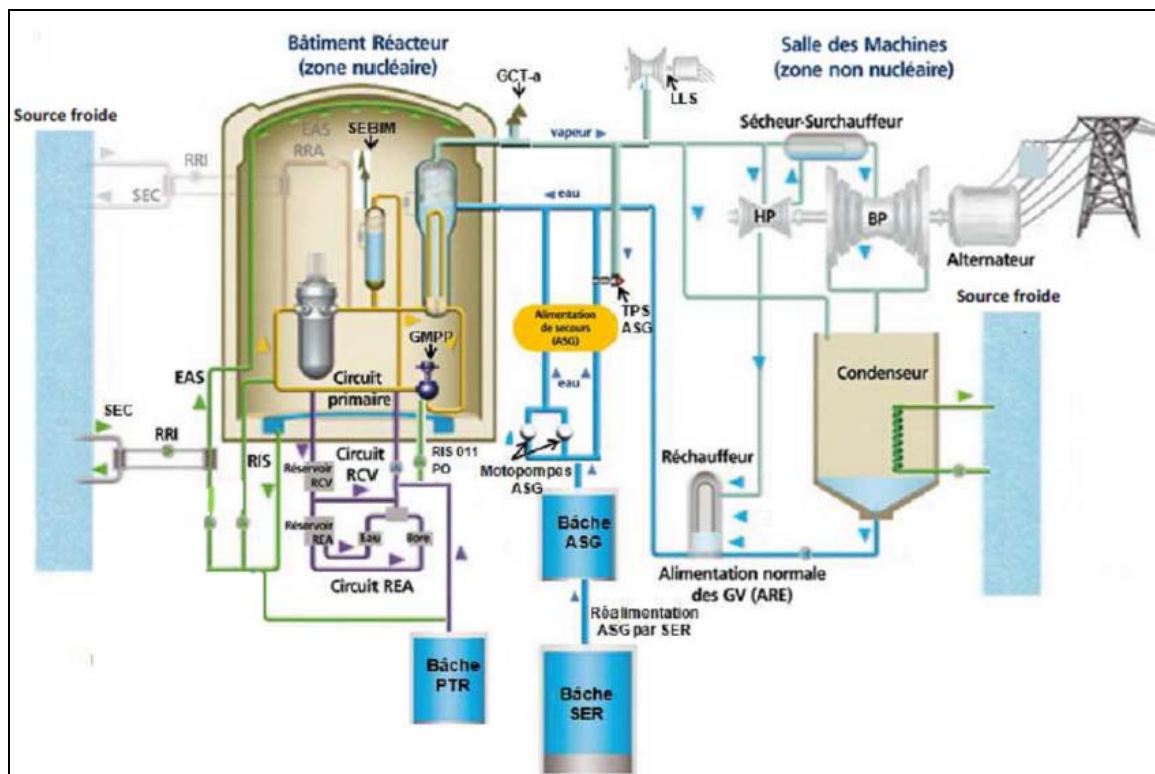 Bâtiment Réacteur
(zone nucléaire)
Salle des Machines
(zone non nucléaire)
GCT-a
LLS
Source froide
SEBIM
EAS
RRA
vapeur
Sécheur-Surchauffeur
RRI
SEC
eau
HP
BP
Alternateur
TPS
ASG
Source froide
Alimentation
de secours
(ASG)
GMPP
Circuit
primaire
eau
Condenseur
EAS
SEC
RRI
RIS
Circuit
RCV
RIS 011
PO
Motopompes
ASG
Réchauffeur
Réservoir
RCV
Réservoir
REA
Eau
Bore
Circuit REA
Bâche
ASG
Alimentation normale
des GV (ARE)
Réalimentation
ASG par SER
Bâche
PTR
Bâche
SER